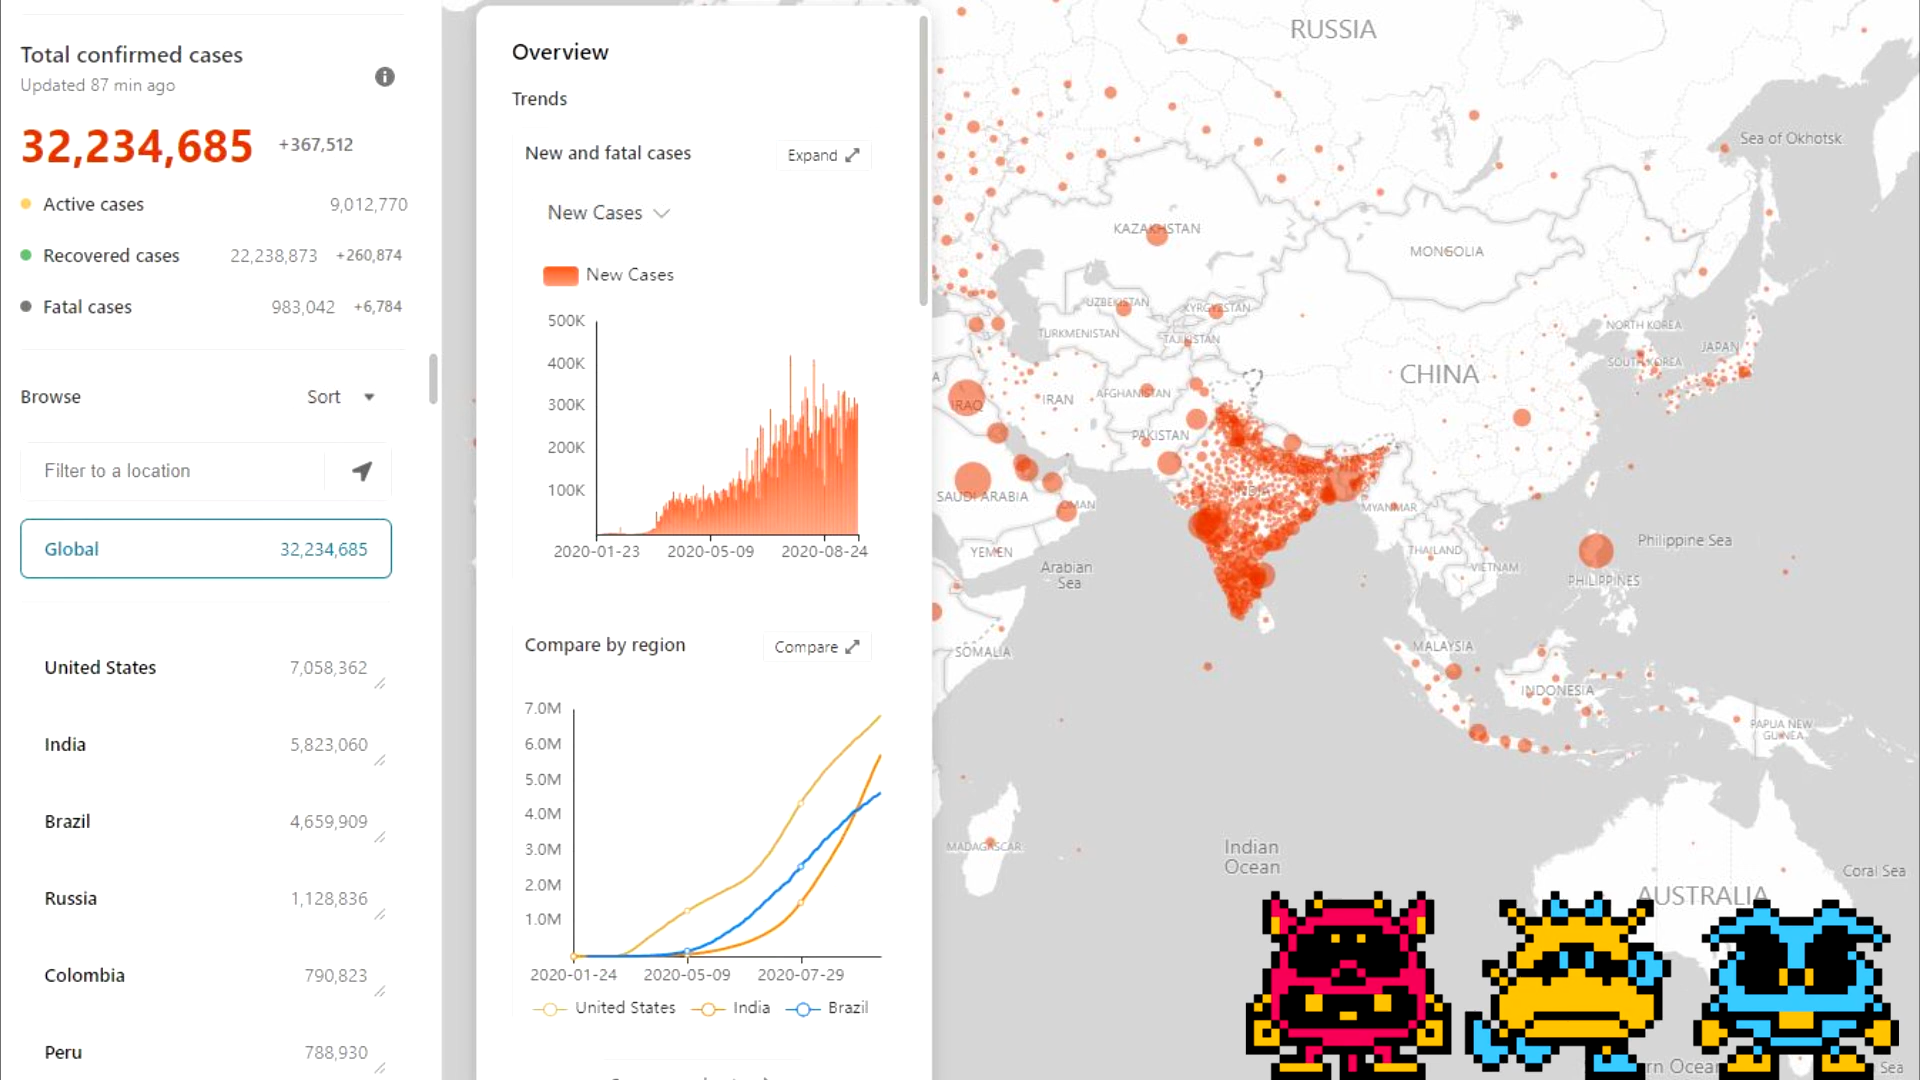 Total confirmed cases
Updated 87 min ago
32,234,685 +367,512
Active cases 9,012,770
Recovered cases 22,238,873 +260,874
Fatal cases 983,042 +6,784
Browse Sort
Filter to a location
Global 32,234,685
United States 7,058,362
India 5,823,060
Brazil 4,659,909
Russia 1,128,836
Colombia 790,823
Peru 788,930
Overview
Trends
New and fatal cases Expand
New Cases
New Cases
500K
400K
300K
200K
100K
2020-01-23 2020-05-09 2020-08-24
Compare by region Compare
7.0M
6.0M
5.0M
4.0M
3.0M
2.0M
1.0M
2020-01-24 2020-05-09 2020-07-29
United States India Brazil
RUSSIA
Sea of Okhotsk
KAZAKHSTAN
MONGOLIA
UZBEKISTAN
KYRGYZSTAN
NORTH KOREA
TURKMENISTAN
TAJIKISTAN
JAPAN
SOUTH KOREA
CHINA
IRAQ
IRAN
AFGHANISTAN
PAKISTAN
SAUDI ARABIA
OMAN
INDIA
MYANMAR
YEMEN
Arabian
Sea
THAILAND
VIETNAM
Philippine Sea
PHILIPPINES
SOMALIA
MALAYSIA
INDONESIA
PAPUA NEW
GUINEA
MADAGASCAR
Indian
Ocean
Coral Sea
AUSTRALIA
rn Ocean
Sea